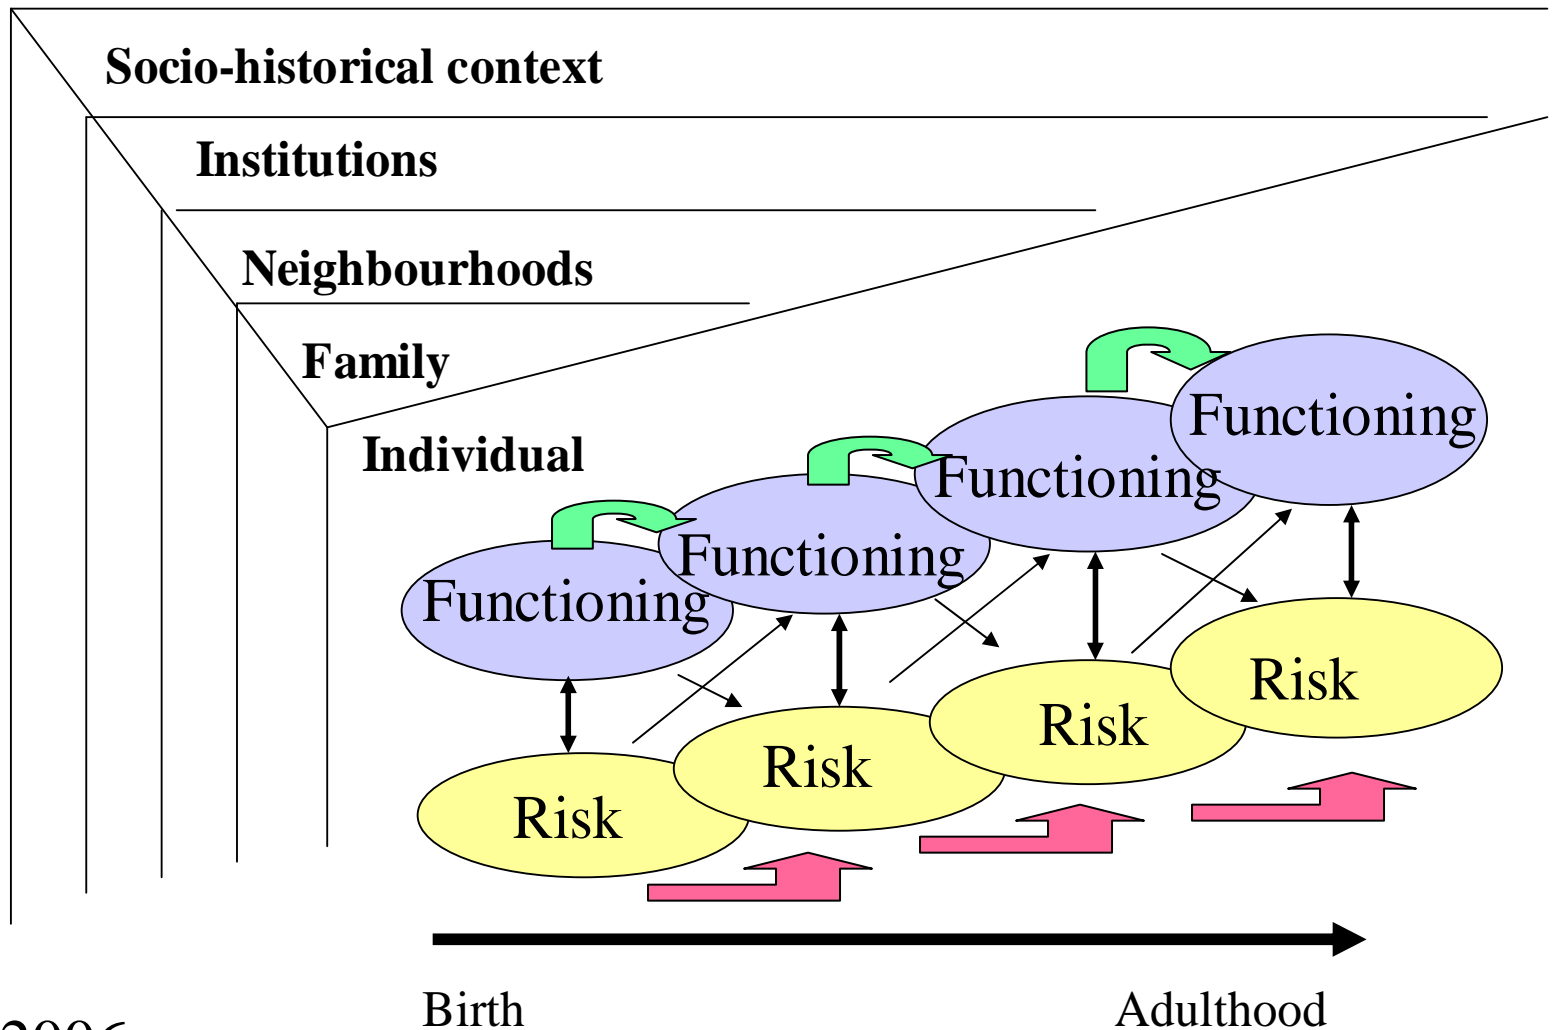 Socio-historical context
Institutions
Neighbourhoods
Family
Individual
Functioning
Functioning
Functioning
Functioning
Risk
Risk
Risk
Risk
Birth
Adulthood